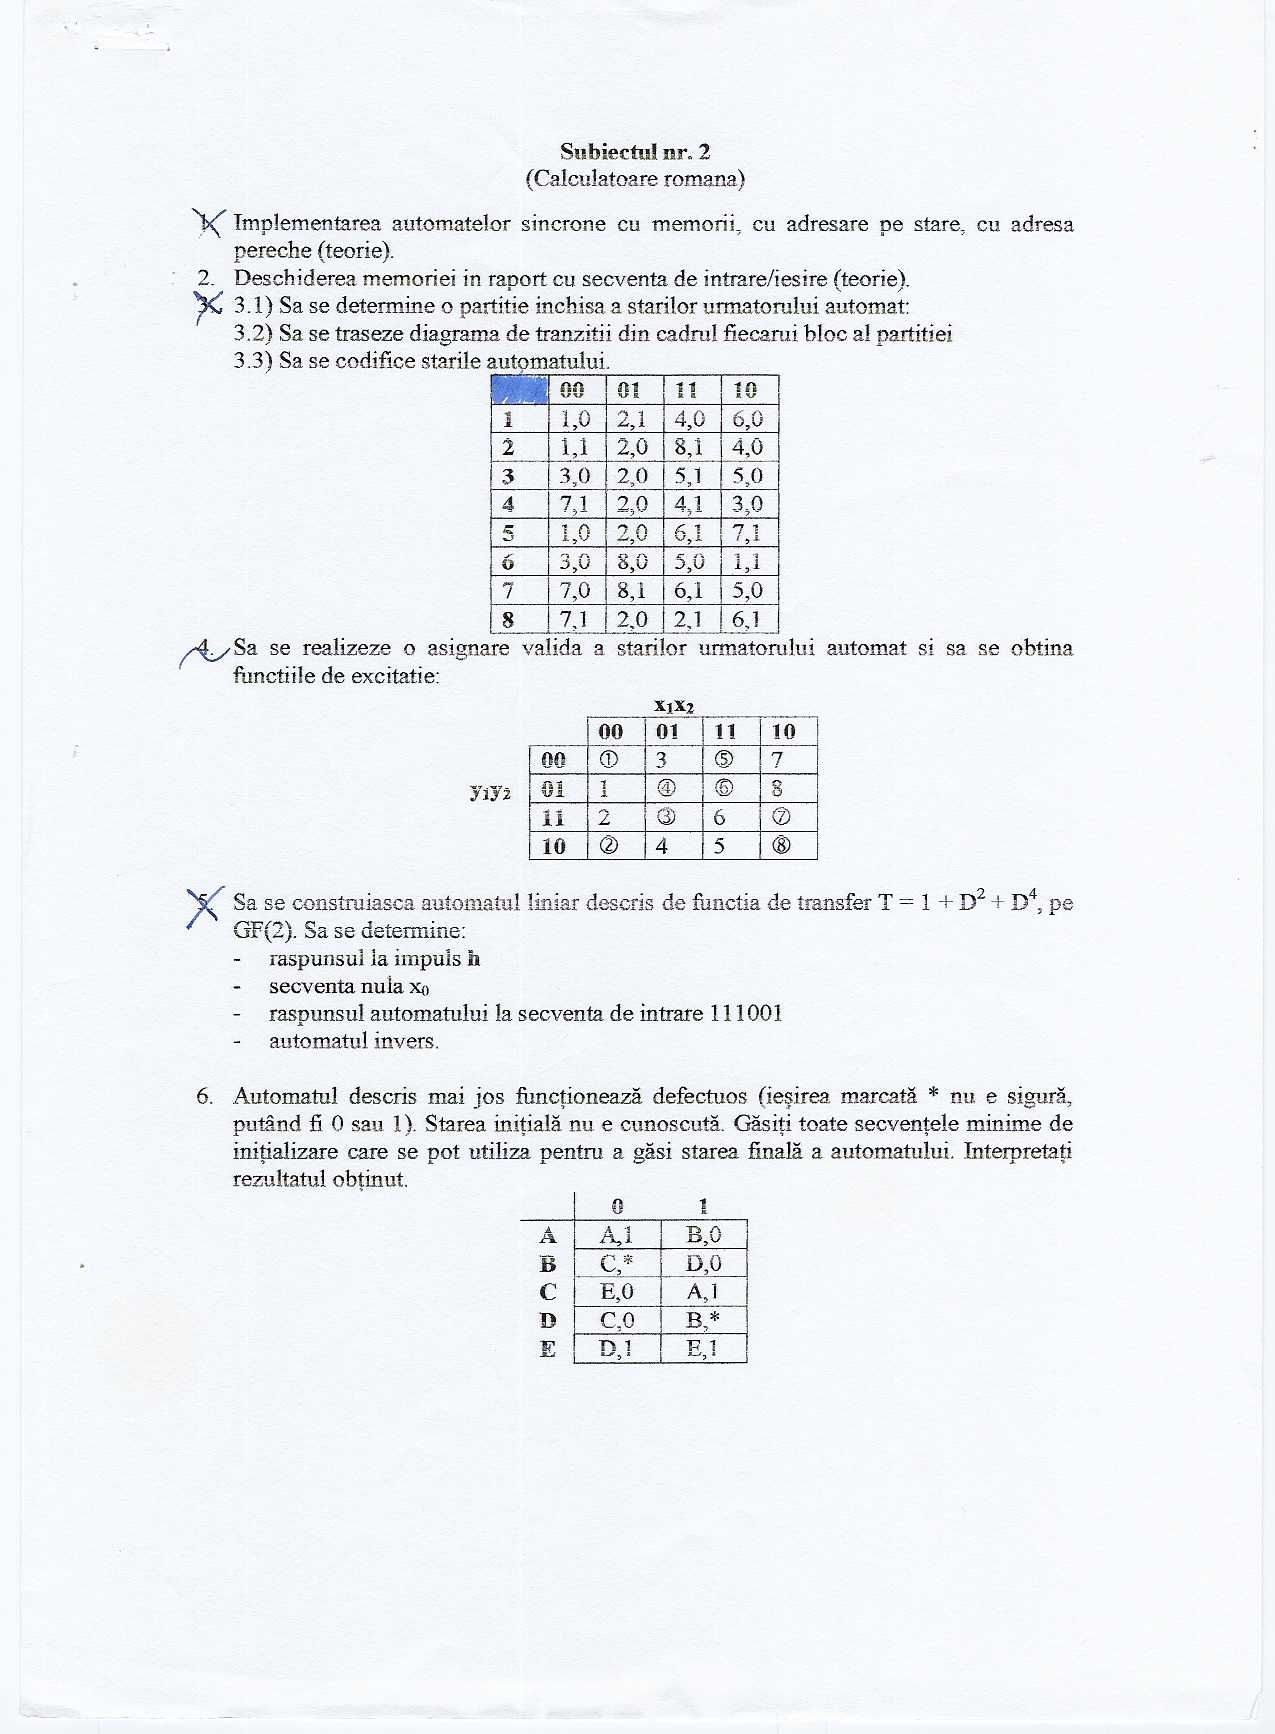 Subiectul nr. 2
(Calculatoare romana)
1. Implementarea automatelor sincrone cu memorii, cu adresare pe stare, cu adresa
pereche (teorie).
2. Deschiderea memoriei in raport cu secventa de intrare/iesire (teorie).
3. 3.1) Sa se determine o partitie inchisa a starilor urmatorului automat:
3.2) Sa se traseze diagrama de tranzitii din cadrul fiecarui bloc al partitiei
3.3) Sa se codifice starile automatului.
00 01 11 10
1 1,0 2,1 4,0 6,0
2 1,1 2,0 8,1 4,0
3 3,0 2,0 5,1 5,0
4 7,1 2,0 4,1 3,0
5 1,0 2,0 6,1 7,1
6 3,0 8,0 5,0 1,1
7 7,0 8,1 6,1 5,0
8 7,1 2,0 2,1 6,1
4. Sa se realizeze o asignare valida a starilor urmatorului automat si sa se obtina
functiile de excitatie:
x₁x₂
00 01 11 10
00 ① 3 ⑤ 7
y₁y₂ 01 1 ④ ⑥ 8
11 2 ③ 6 ⑦
10 ② 4 5 ⑧
5. Sa se construiasca automatul liniar descris de functia de transfer T = 1 + D² + D⁴, pe
GF(2). Sa se determine:
- raspunsul la impuls h
- secventa nula x₀
- raspunsul automatului la secventa de intrare 111001
- automatul invers.
6. Automatul descris mai jos funcționează defectuos (ieșirea marcată * nu e sigură,
putând fi 0 sau 1). Starea inițială nu e cunoscută. Găsiți toate secvențele minime de
inițializare care se pot utiliza pentru a găsi starea finală a automatului. Interpretați
rezultatul obținut.
0 1
A A,1 B,0
B C,* D,0
C E,0 A,1
D C,0 B,*
E D,1 E,1